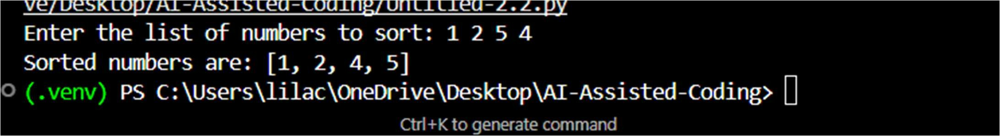 ve/Desktop/AI-Assisted-Coding/Untitled-2.2.py
Enter the list of numbers to sort: 1 2 5 4
Sorted numbers are: [1, 2, 4, 5]
(.venv) PS C:\Users\lilac\OneDrive\Desktop\AI-Assisted-Coding>
Ctrl+K to generate command